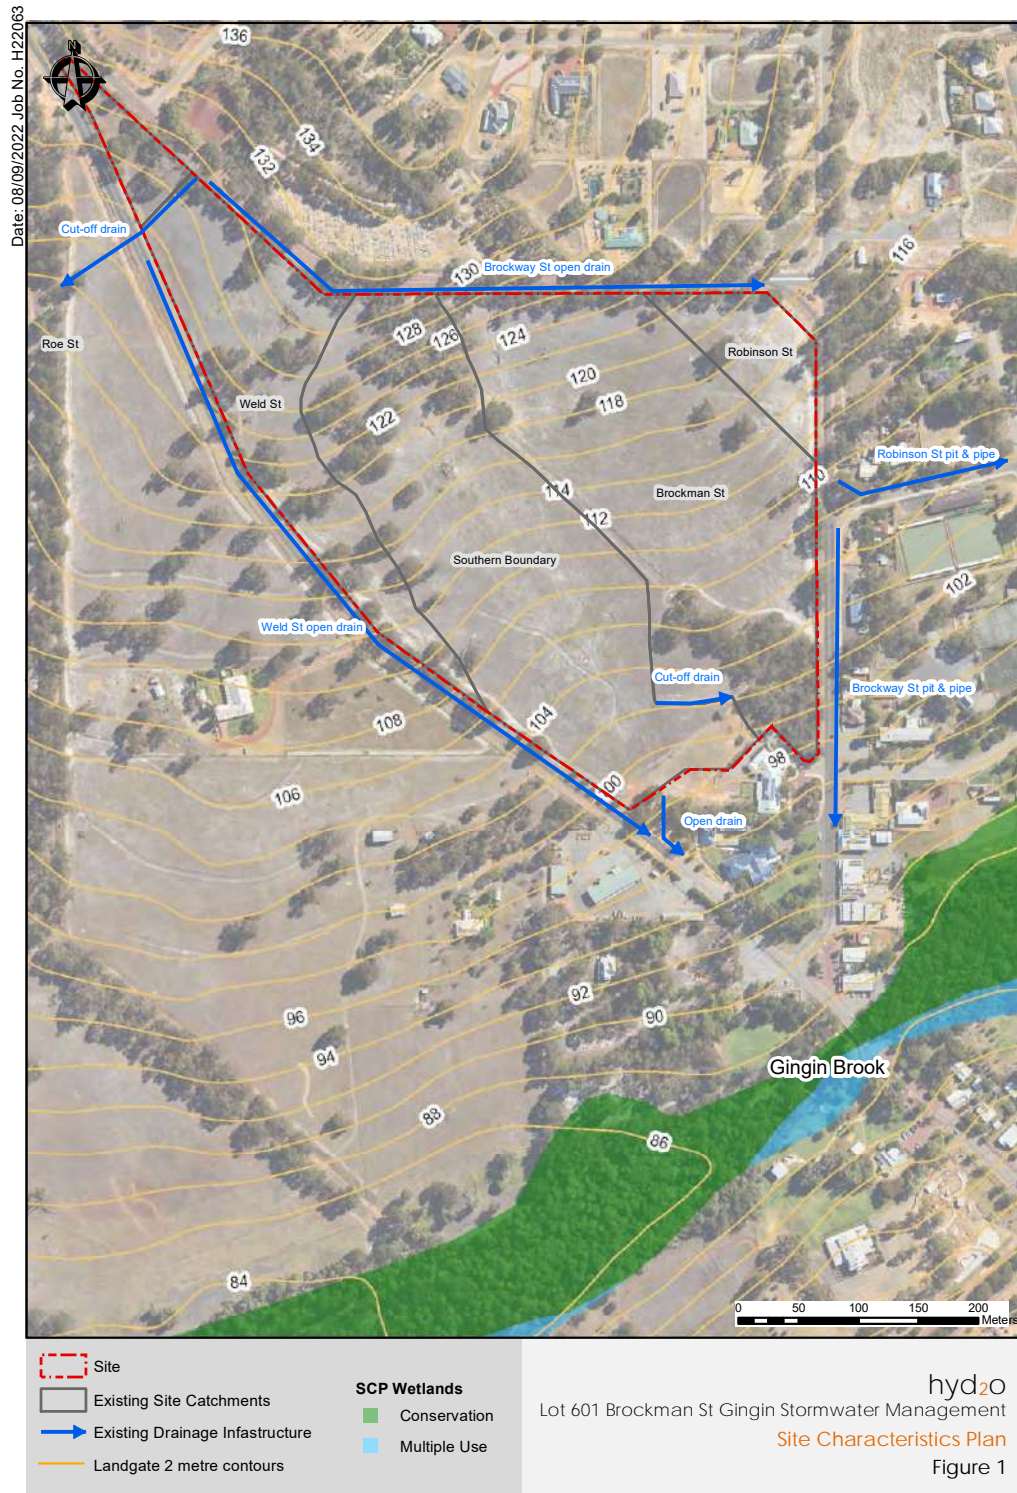 Date: 08/09/2022 Job No. H22063
N
136
134
132
130
116
Cut-off drain
Brockway St open drain
Roe St
128
126
124
Robinson St
120
118
Weld St
122
Robinson St pit & pipe
110
114
Brockman St
112
Southern Boundary
102
Weld St open drain
Cut-off drain
Brockway St pit & pipe
108
104
98
106
100
Open drain
92
96
90
94
Gingin Brook
88
86
84
0 50 100 150 200
Meters
Site
Existing Site Catchments
Existing Drainage Infastructure
Landgate 2 metre contours
SCP Wetlands
Conservation
Multiple Use
hyd2o
Lot 601 Brockman St Gingin Stormwater Management
Site Characteristics Plan
Figure 1